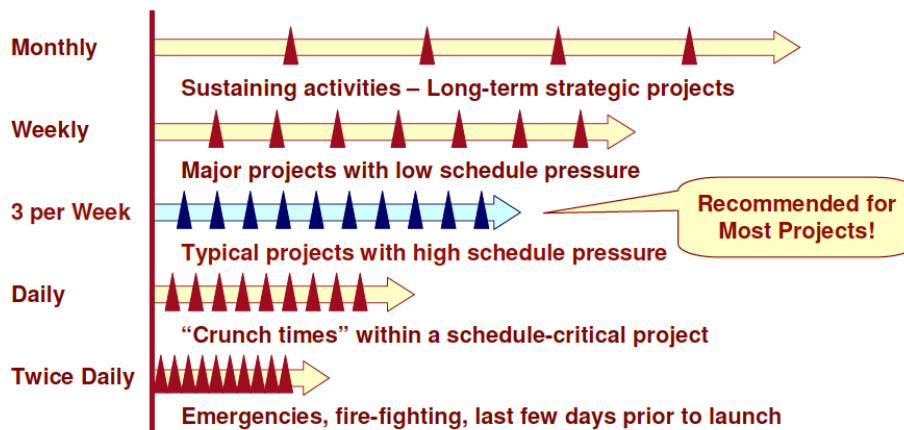 Monthly
Sustaining activities – Long-term strategic projects
Weekly
Major projects with low schedule pressure
3 per Week
Recommended for
Most Projects!
Typical projects with high schedule pressure
Daily
“Crunch times” within a schedule-critical project
Twice Daily
Emergencies, fire-fighting, last few days prior to launch